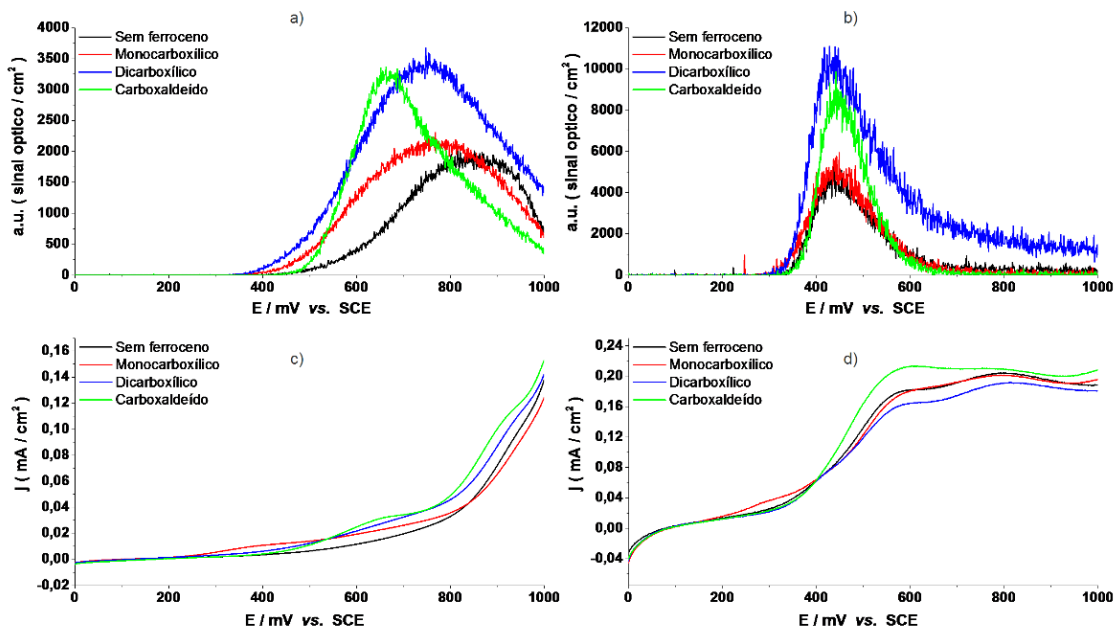 a)
Sem ferroceno
Monocarboxílico
Dicarboxílico
Carboxaldeído
a.u. ( sinal optico / cm²)
4000
3500
3000
2500
2000
1500
1000
500
0
0 200 400 600 800 1000
E / mV vs. SCE
b)
Sem ferroceno
Monocarboxílico
Dicarboxílico
Carboxaldeído
a.u. ( sinal optico / cm²)
12000
10000
8000
6000
4000
2000
0
0 200 400 600 800 1000
E / mV vs. SCE
c)
Sem ferroceno
Monocarboxílico
Dicarboxílico
Carboxaldeído
j ( mA / cm²)
0,16
0,14
0,12
0,10
0,08
0,06
0,04
0,02
0,00
-0,02
0 200 400 600 800 1000
E / mV vs. SCE
d)
Sem ferroceno
Monocarboxílico
Dicarboxílico
Carboxaldeído
j ( mA / cm²)
0,24
0,20
0,16
0,12
0,08
0,04
0,00
-0,04
0 200 400 600 800 1000
E / mV vs. SCE